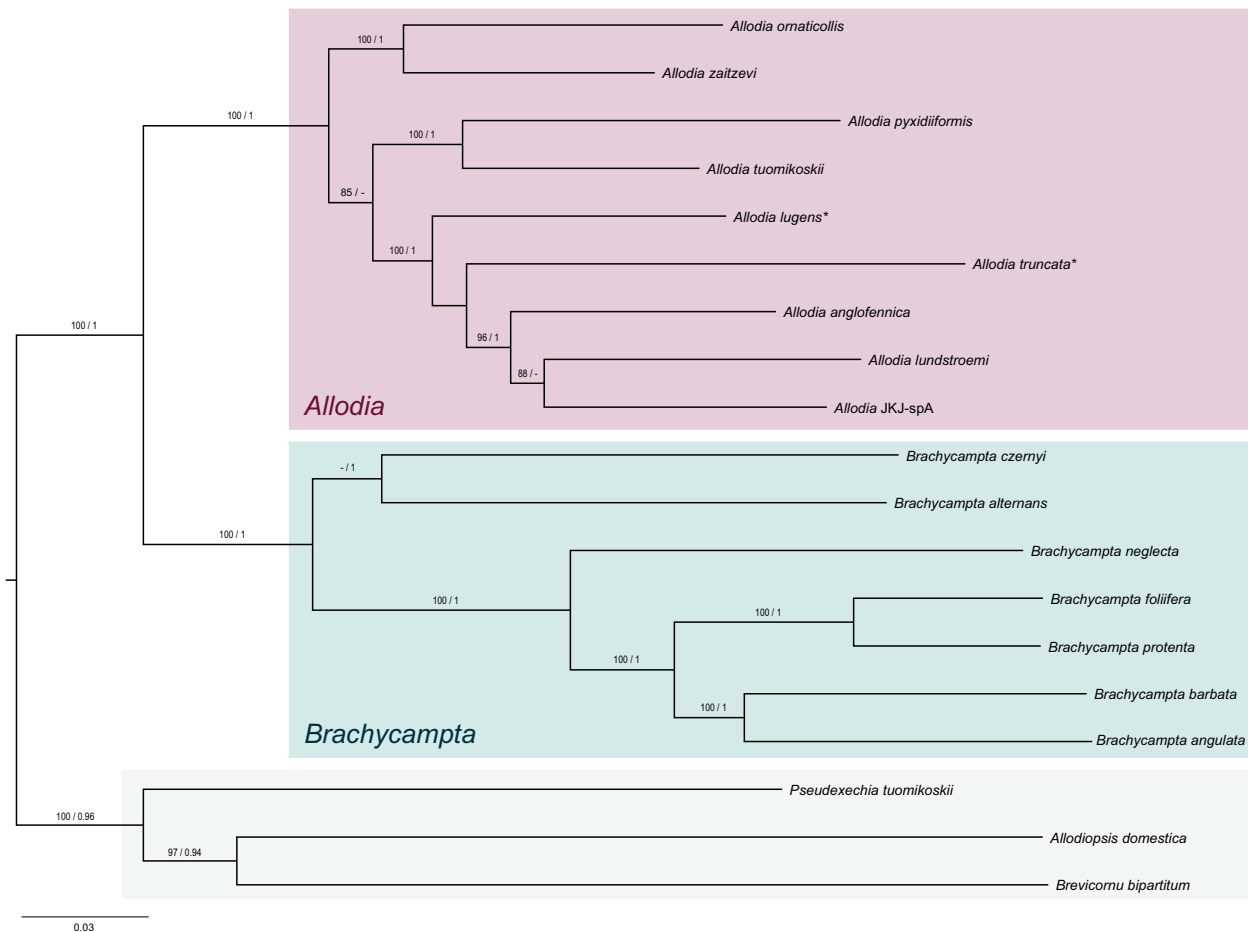 Allodia ornaticollis
100 / 1
Allodia zaitzevi
100 / 1
Allodia pyxidiiformis
100 / 1
Allodia tuomikoskii
85 / -
Allodia lugens*
100 / 1
Allodia truncata*
Allodia anglofennica
100 / 1
96 / 1
Allodia lundstroemi
88 / -
Allodia
Allodia JKJ-spA
Brachycampta czernyi
- / 1
Brachycampta alternans
100 / 1
Brachycampta neglecta
100 / 1
Brachycampta foliifera
100 / 1
Brachycampta protenta
100 / 1
Brachycampta barbata
100 / 1
Brachycampta
Brachycampta angulata
Pseudexechia tuomikoskii
100 / 0.96
Allodiopsis domestica
97 / 0.94
Brevicornu bipartitum
0.03